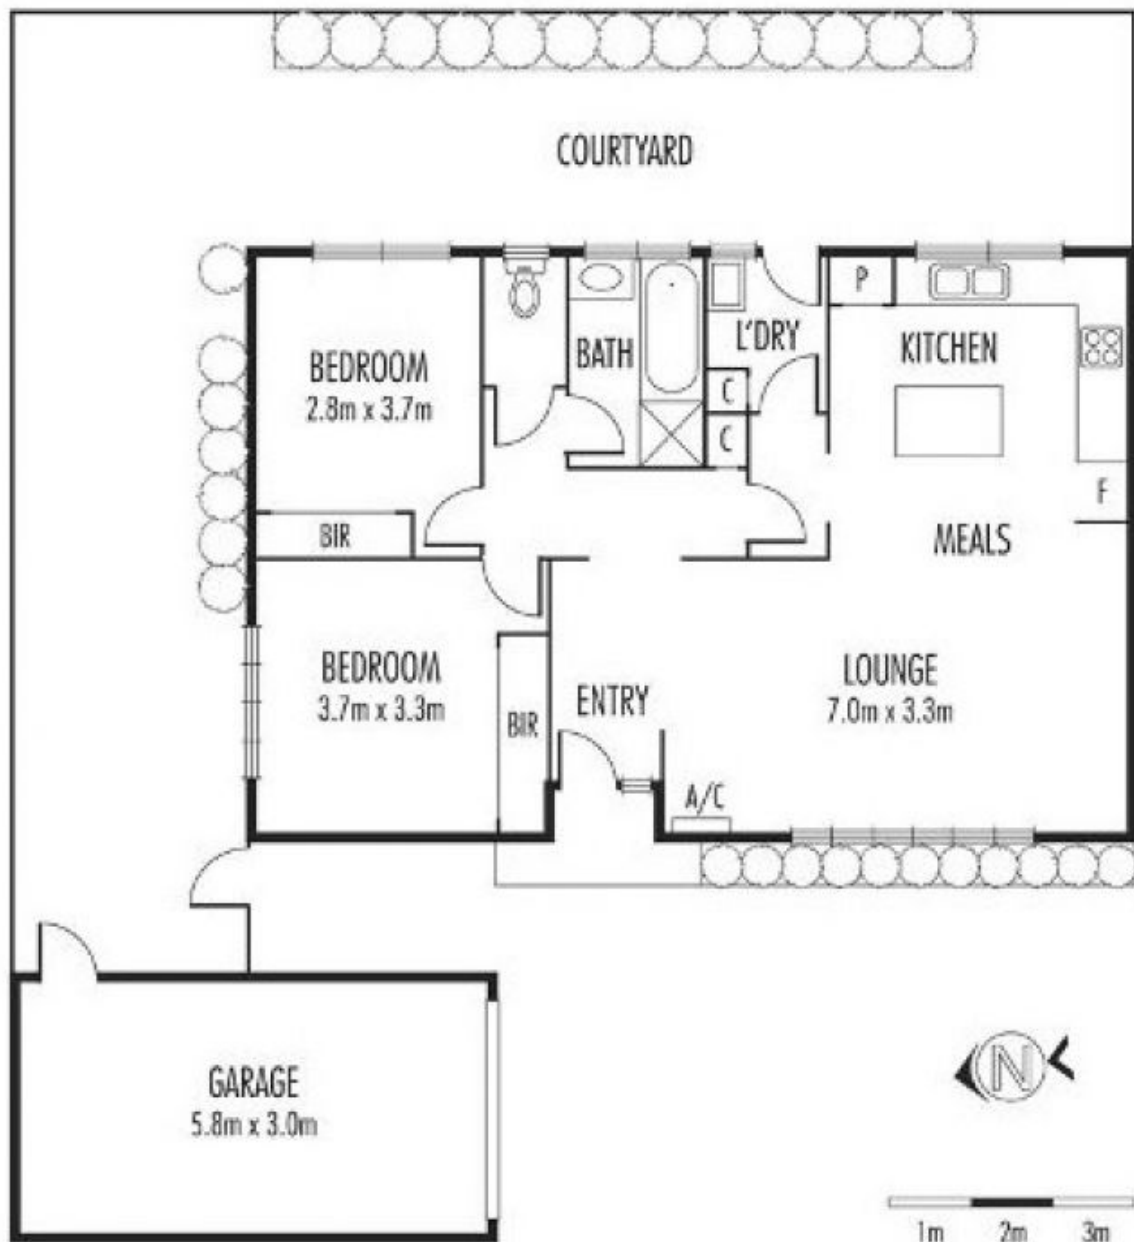 COURTYARD
P
BEDROOM
2.8m x 3.7m
BATH
L'DRY
KITCHEN
C
C
F
BIR
MEALS
BEDROOM
3.7m x 3.3m
BIR
ENTRY
LOUNGE
7.0m x 3.3m
A/C
GARAGE
5.8m x 3.0m
N
1m 2m 3m